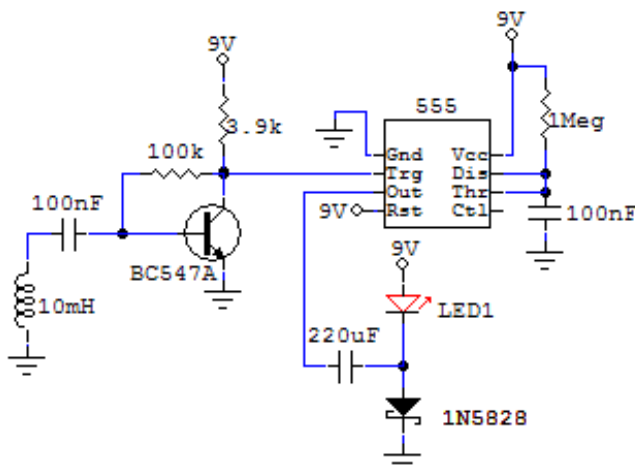 9V
9V
555
3.9k
1Meg
100k
Gnd
Vcc
Trg
Dis
Out
Thr
9V
Rst
Ctl
100nF
100nF
BC547A
9V
10mH
LED1
220uF
1N5828